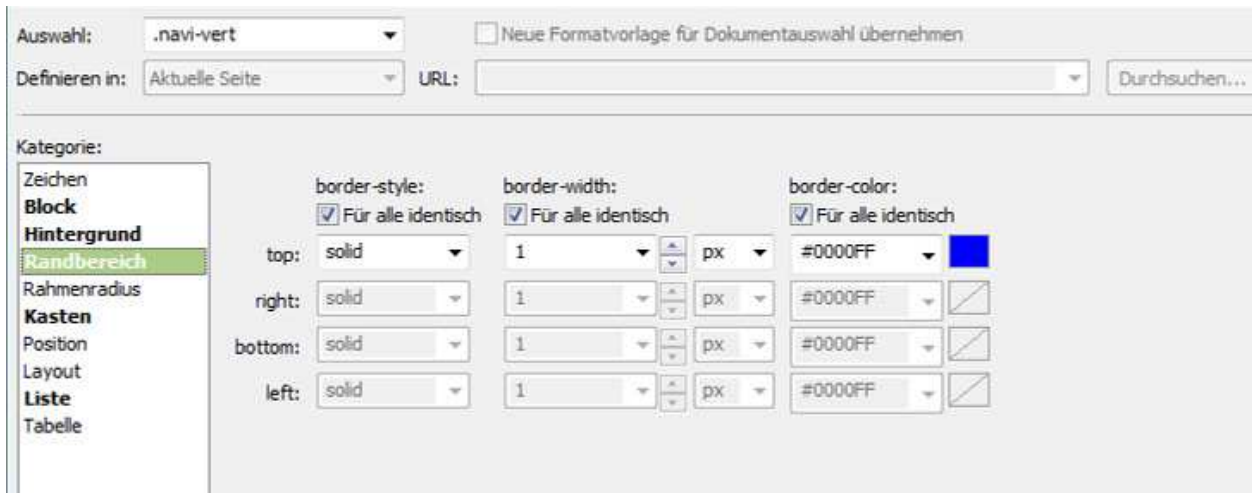 Auswahl: .navi-vert Neue Formatvorlage für Dokumentauswahl übernehmen
Definieren in: Aktuelle Seite URL: Durchsuchen...
Kategorie:
Zeichen
Block
Hintergrund
Randbereich
Rahmenradius
Kasten
Position
Layout
Liste
Tabelle
border-style: border-width: border-color:
Für alle identisch Für alle identisch Für alle identisch
top: solid 1 px #0000FF
right: solid 1 px #0000FF
bottom: solid 1 px #0000FF
left: solid 1 px #0000FF